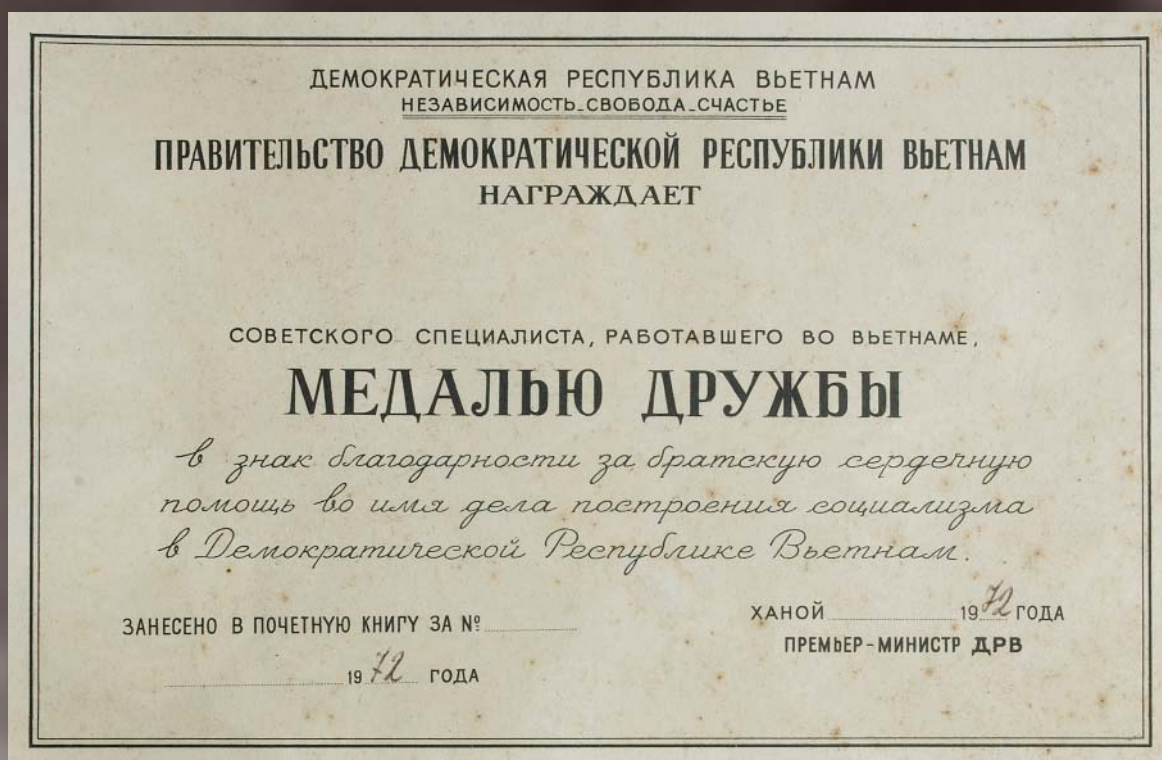 ДЕМОКРАТИЧЕСКАЯ РЕСПУБЛИКА ВЬЕТНАМ
НЕЗАВИСИМОСТЬ_СВОБОДА_СЧАСТЬЕ
ПРАВИТЕЛЬСТВО ДЕМОКРАТИЧЕСКОЙ РЕСПУБЛИКИ ВЬЕТНАМ
НАГРАЖДАЕТ
СОВЕТСКОГО СПЕЦИАЛИСТА, РАБОТАВШЕГО ВО ВЬЕТНАМЕ,
МЕДАЛЬЮ ДРУЖБЫ
в знак благодарности за братскую сердечную
помощь во имя дела построения социализма
в Демократической Республике Вьетнам.
ЗАНЕСЕНО В ПОЧЕТНУЮ КНИГУ ЗА №
1972 ГОДА
ХАНОЙ 1972 ГОДА
ПРЕМЬЕР-МИНИСТР ДРВ